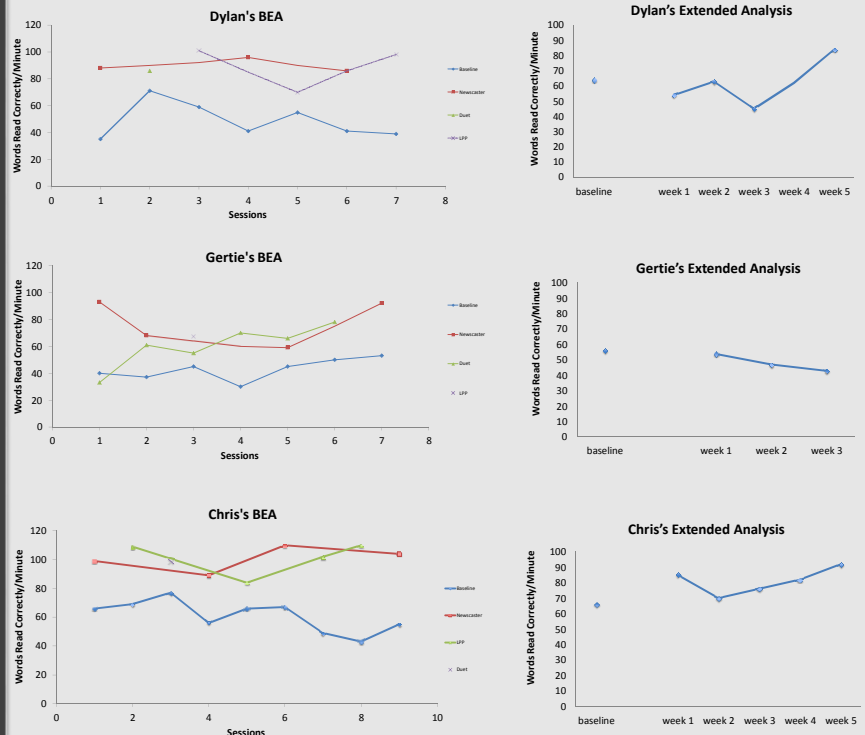 Dylan's BEA
Words Read Correctly/Minute
120
100
80
60
40
20
0
0 1 2 3 4 5 6 7 8
Sessions
Baseline
Newscaster
Duet
LPP
Dylan's Extended Analysis
Words Read Correctly/Minute
100
90
80
70
60
50
40
30
20
10
0
baseline week 1 week 2 week 3 week 4 week 5
Gertie's BEA
Words Read Correctly/Minute
120
100
80
60
40
20
0
0 1 2 3 4 5 6 7 8
Sessions
Baseline
Newscaster
Duet
LPP
Gertie's Extended Analysis
Words Read Correctly/Minute
100
90
80
70
60
50
40
30
20
10
0
baseline week 1 week 2 week 3
Chris's BEA
Words Read Correctly/Minute
120
100
80
60
40
20
0
0 2 4 6 8 10
Sessions
Baseline
Newscaster
LPP
Duet
Chris's Extended Analysis
Words Read Correctly/Minute
100
90
80
70
60
50
40
30
20
10
0
baseline week 1 week 2 week 3 week 4 week 5